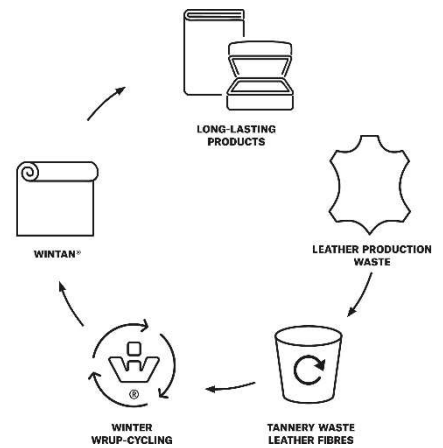 LONG-LASTING
PRODUCTS
LEATHER PRODUCTION
WASTE
TANNERY WASTE
LEATHER FIBRES
®
WINTER
WRUP-CYCLING
WINTAN®